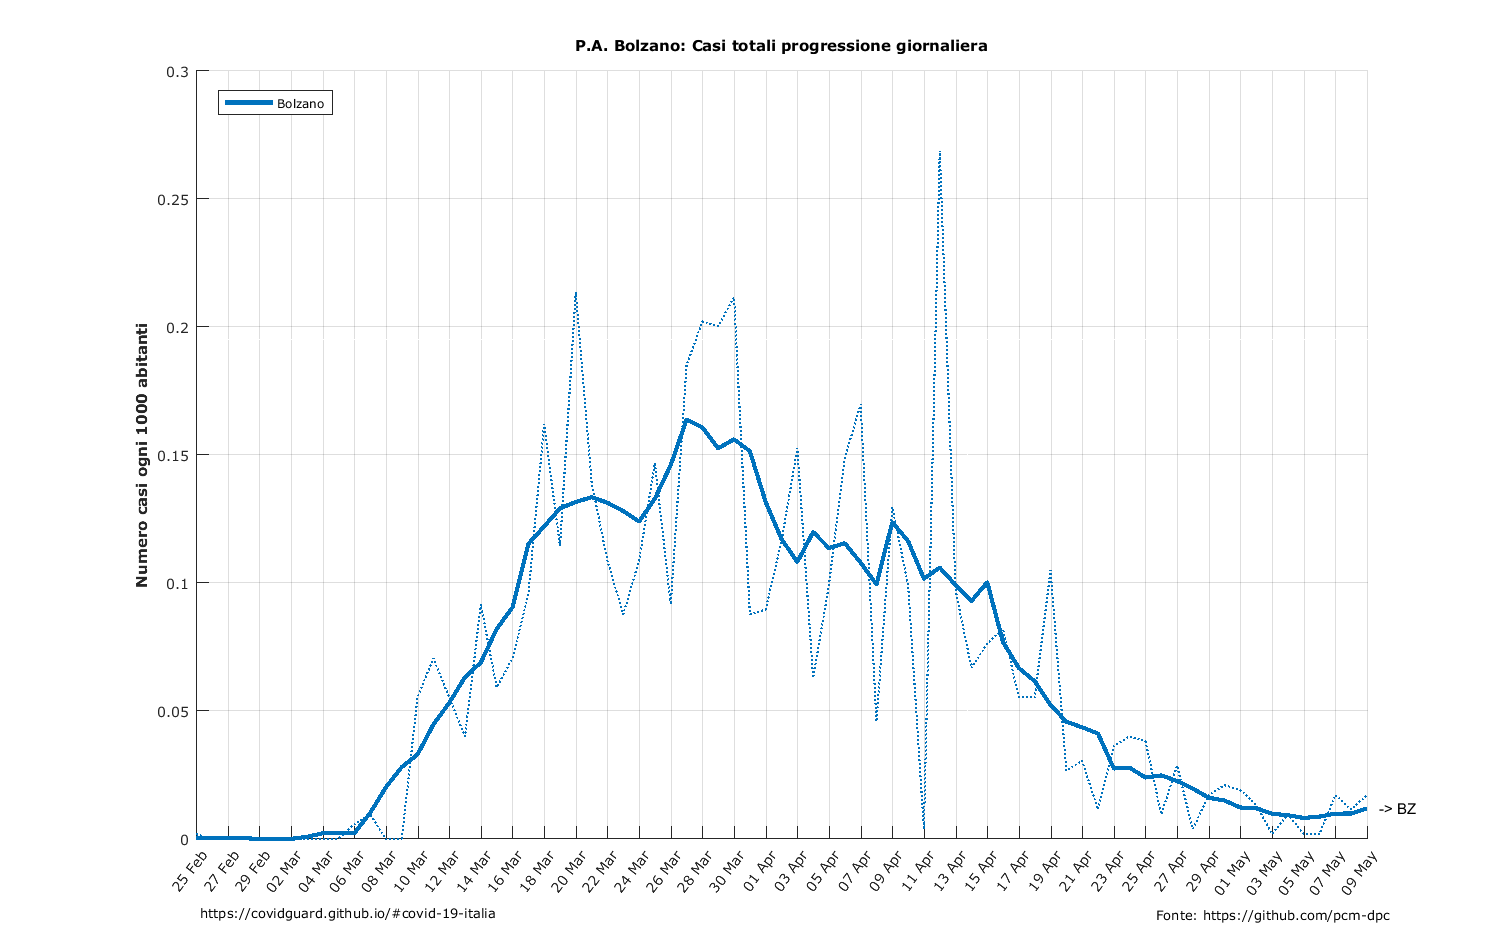 P.A. Bolzano: Casi totali progressione giornaliera
Bolzano
Numero casi ogni 1000 abitanti
0.3
0.25
0.2
0.15
0.1
0.05
0
-> BZ
25 Feb
27 Feb
29 Feb
02 Mar
04 Mar
06 Mar
08 Mar
10 Mar
12 Mar
14 Mar
16 Mar
18 Mar
20 Mar
22 Mar
24 Mar
26 Mar
28 Mar
30 Mar
01 Apr
03 Apr
05 Apr
07 Apr
09 Apr
11 Apr
13 Apr
15 Apr
17 Apr
19 Apr
21 Apr
23 Apr
25 Apr
27 Apr
29 Apr
01 May
03 May
05 May
07 May
09 May
https://covidguard.github.io/#covid-19-italia
Fonte: https://github.com/pcm-dpc